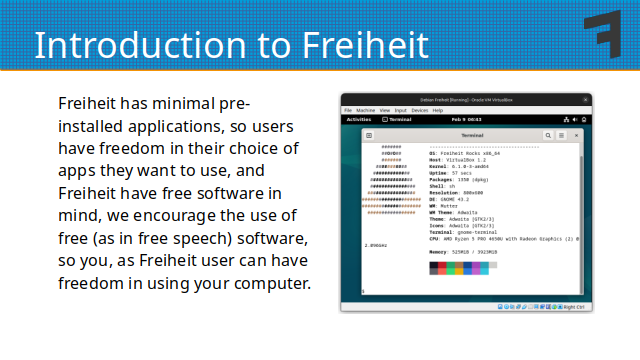 Introduction to Freiheit
Freiheit has minimal pre-
installed applications, so users
have freedom in their choice of
apps they want to use, and
Freiheit have free software in
mind, we encourage the use of
free (as in free speech) software,
so you, as Freiheit user can have
freedom in using your computer.
Debian Freiheit [Running] - Oracle VM VirtualBox
File Machine View Input Devices Help
Activities Terminal Feb 9 08:43
Terminal
OS: Freiheit Rocks x86_64
Host: VirtualBox 1.2
Kernel: 6.1.0-3-amd64
Uptime: 57 secs
Packages: 1350 (dpkg)
Shell: sh
Resolution: 800x600
DE: GNOME 43.2
WM: Mutter
WM Theme: Adwaita
Theme: Adwaita [GTK2/3]
Icons: Adwaita [GTK2/3]
Terminal: gnome-terminal
CPU: AMD Ryzen 5 PRO 4650U with Radeon Graphics (2) @
2.096GHz
Memory: 525MiB / 3923MiB
$
Right Ctrl